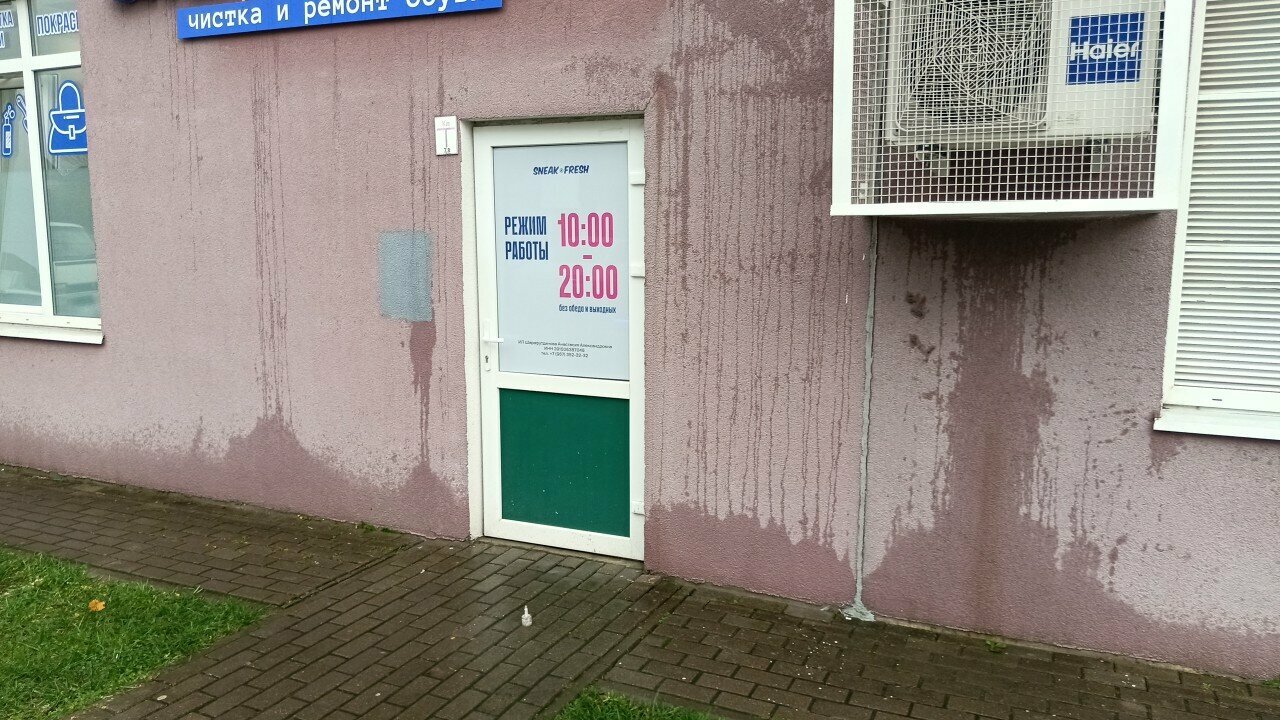 чистка и ремонт обуви
ПОКРАС
Haier
SNEAK FRESH
РЕЖИМ
РАБОТЫ
10:00
-
20:00
без обеда и выходных